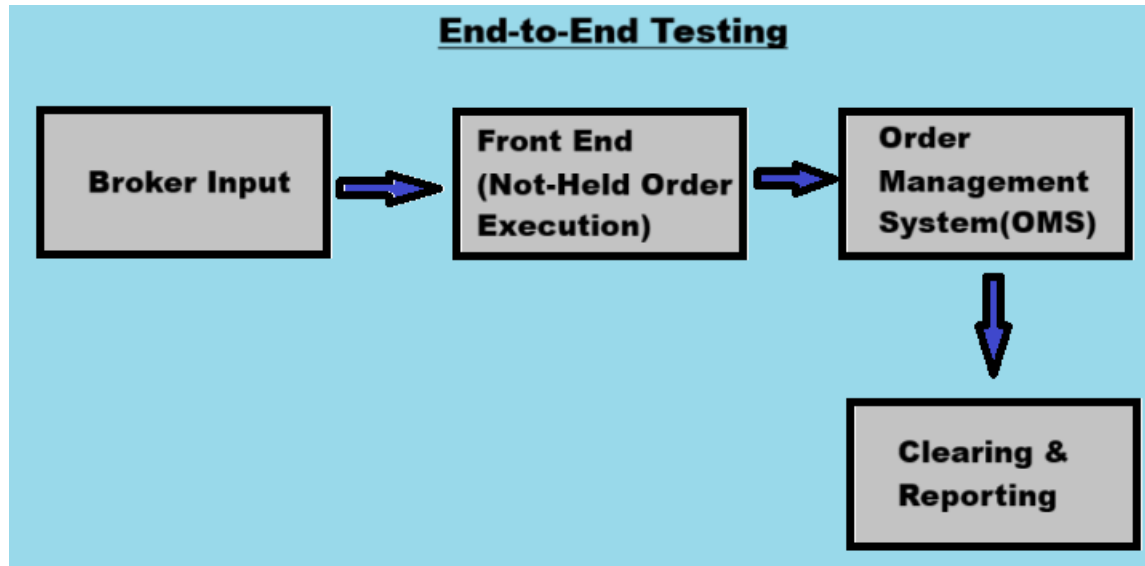 End-to-End Testing
Broker Input
Front End
(Not-Held Order
Execution)
Order
Management
System(OMS)
Clearing &
Reporting